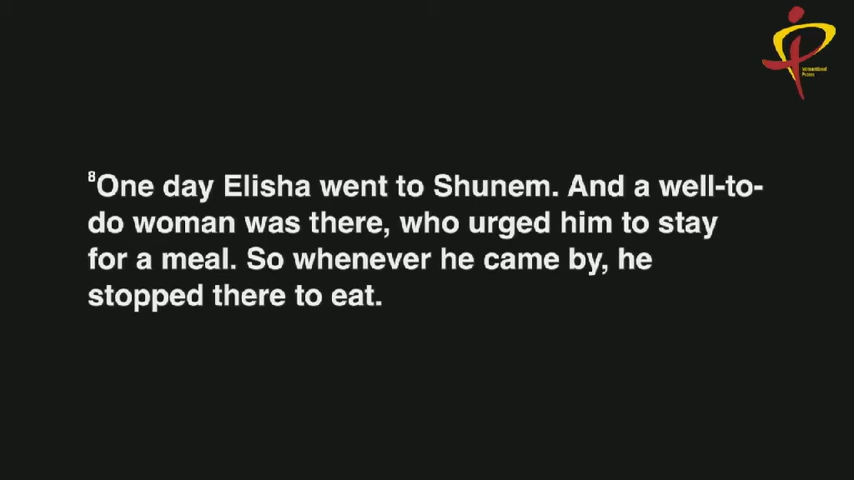 ⁸One day Elisha went to Shunem. And a well-to-
do woman was there, who urged him to stay
for a meal. So whenever he came by, he
stopped there to eat.
International